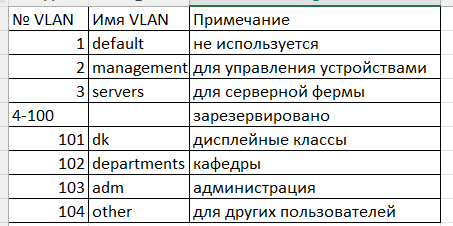 № VLAN Имя VLAN Примечание
1 default не используется
2 management для управления устройствами
3 servers для серверной фермы
4-100 зарезервировано
101 dk дисплейные классы
102 departments кафедры
103 adm администрация
104 other для других пользователей